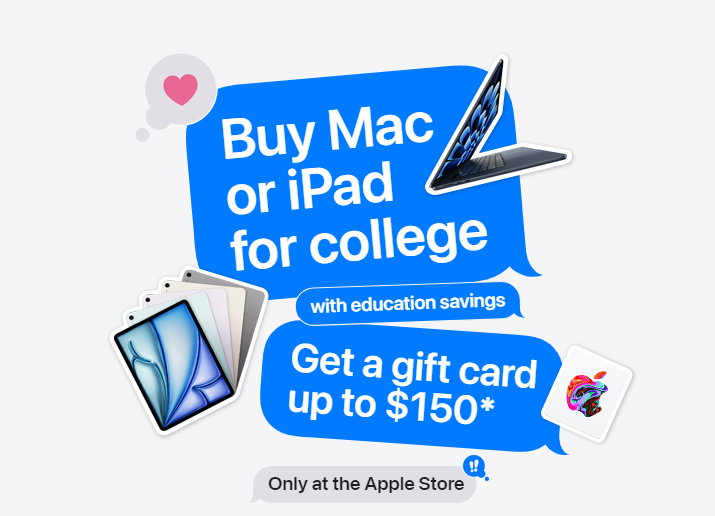 Buy Mac
or iPad
for college
with education savings
Get a gift card
up to $150*
!!
Only at the Apple Store